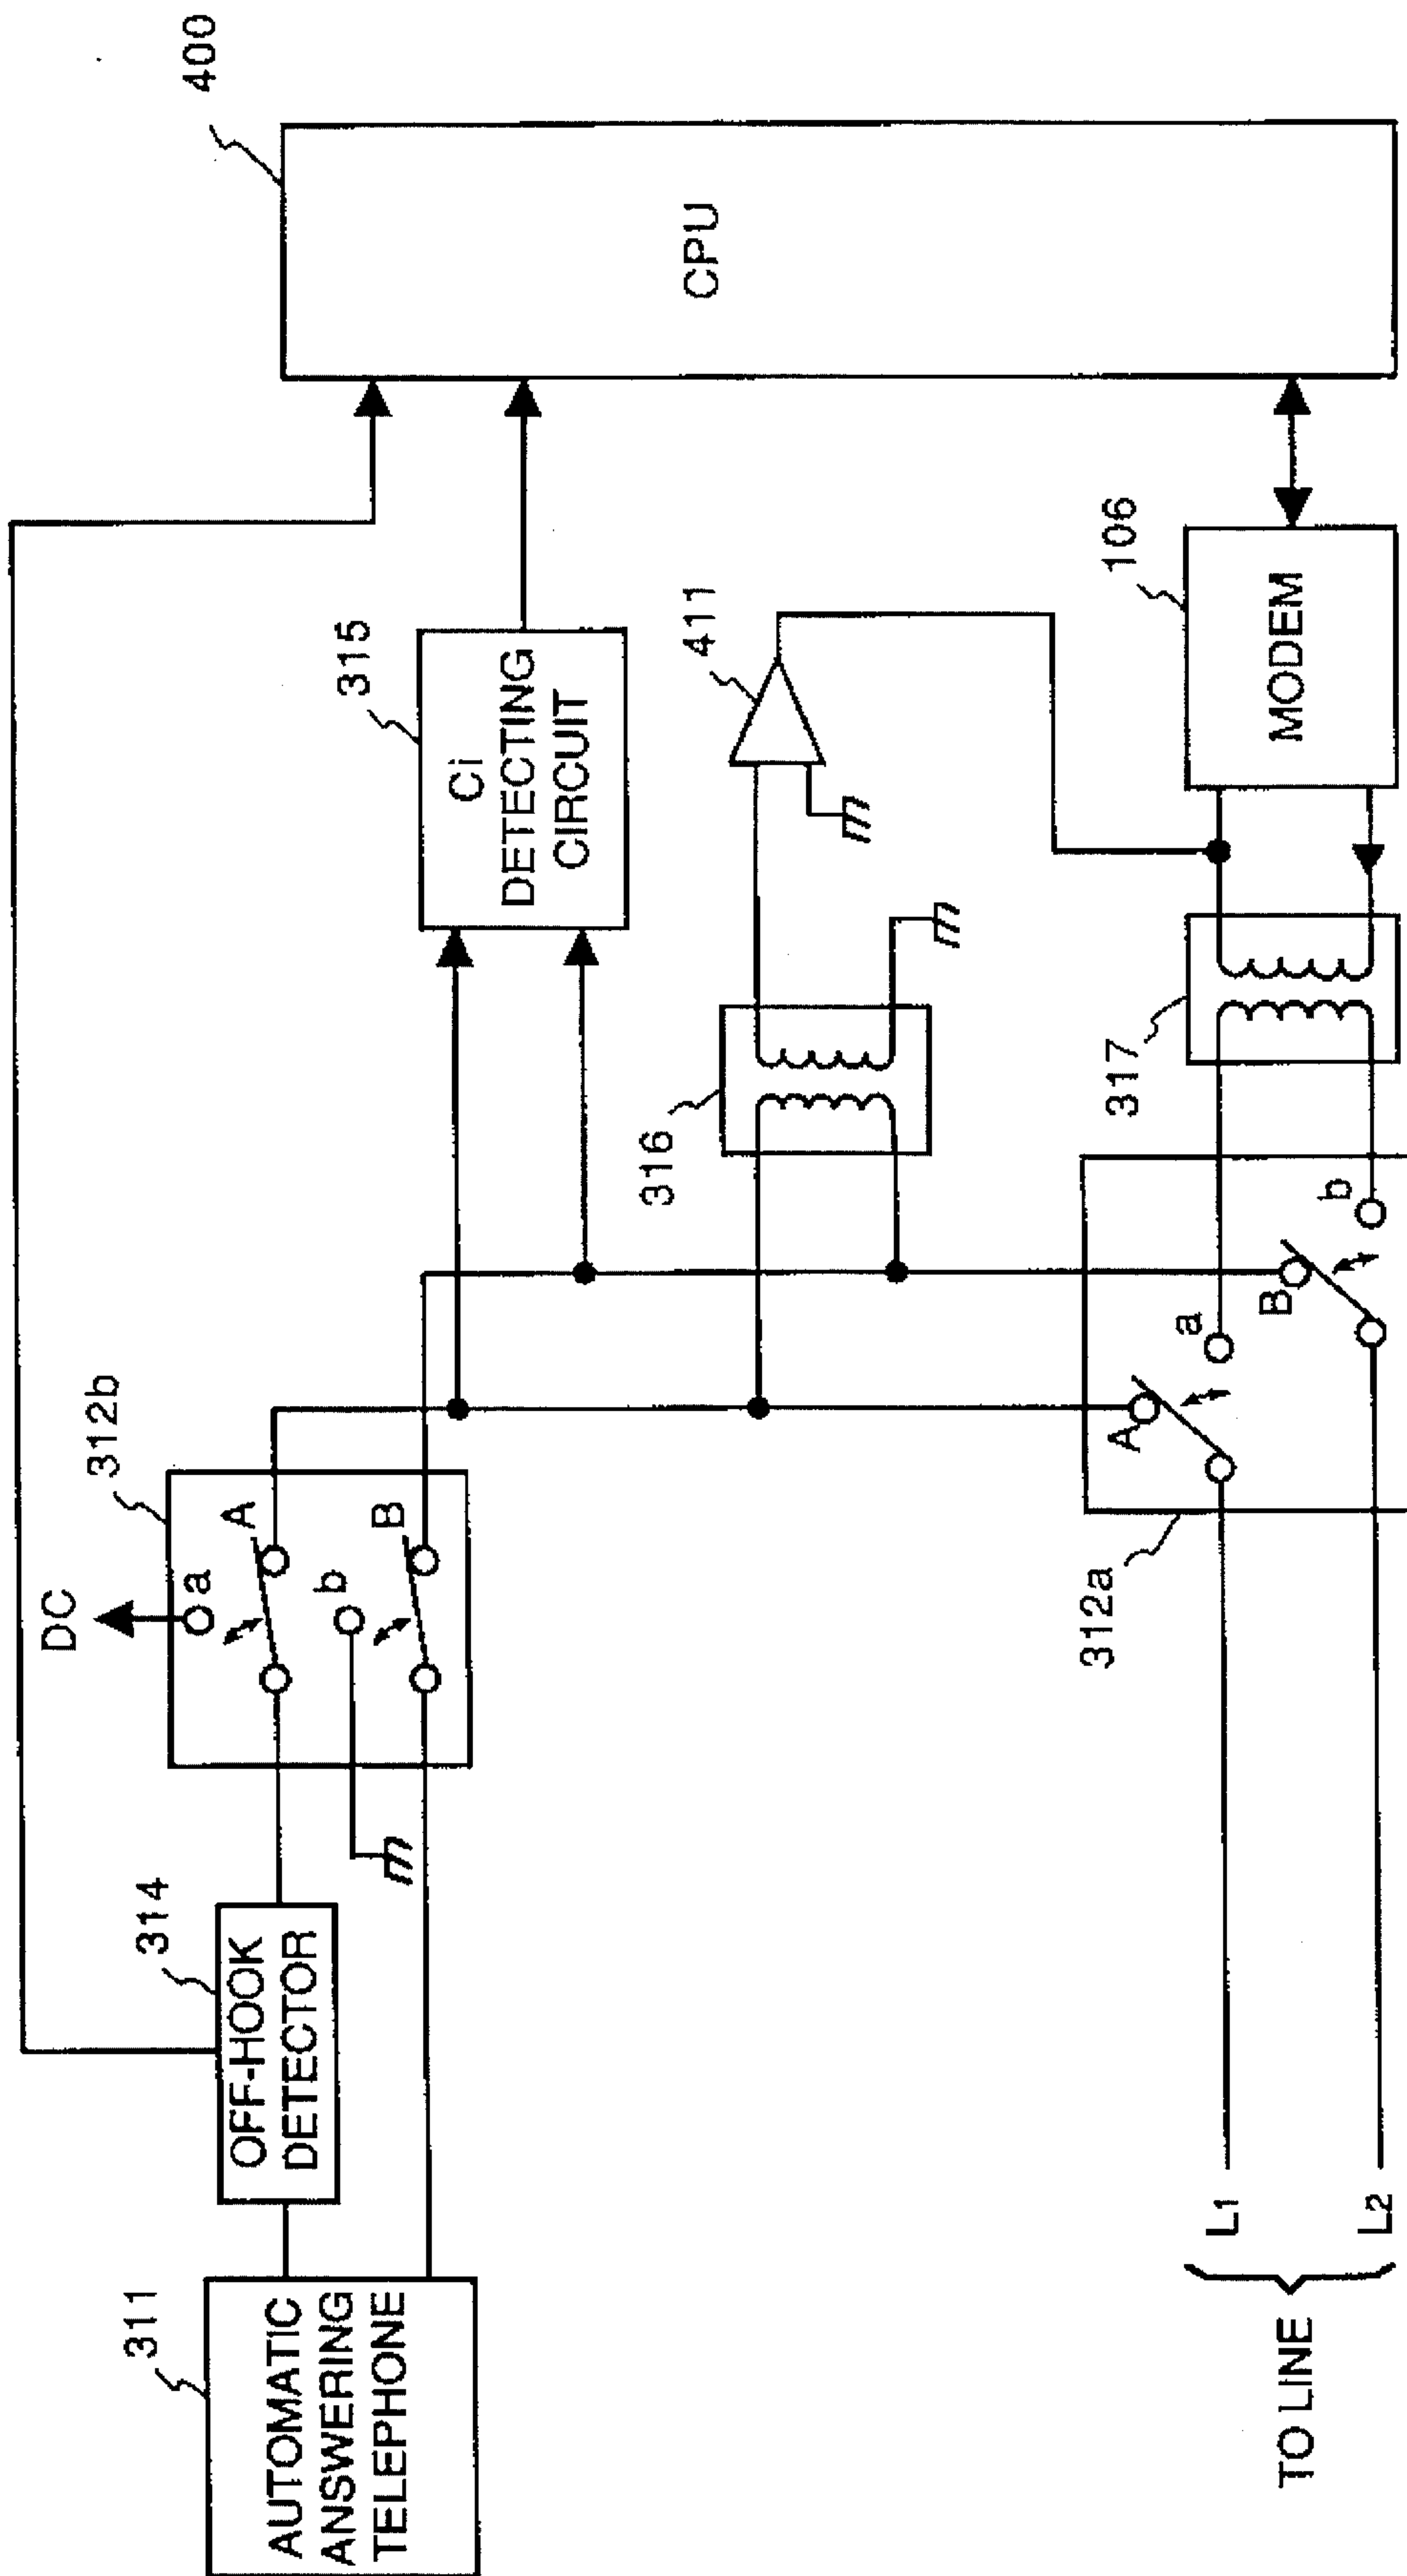 400
CPU
DC
312b
a
A
b
B
314
OFF-HOOK
DETECTOR
311
AUTOMATIC
ANSWERING
TELEPHONE
315
Ci
DETECTING
CIRCUIT
316
411
106
MODEM
317
A
a
B
b
312a
L1
L2
TO LINE